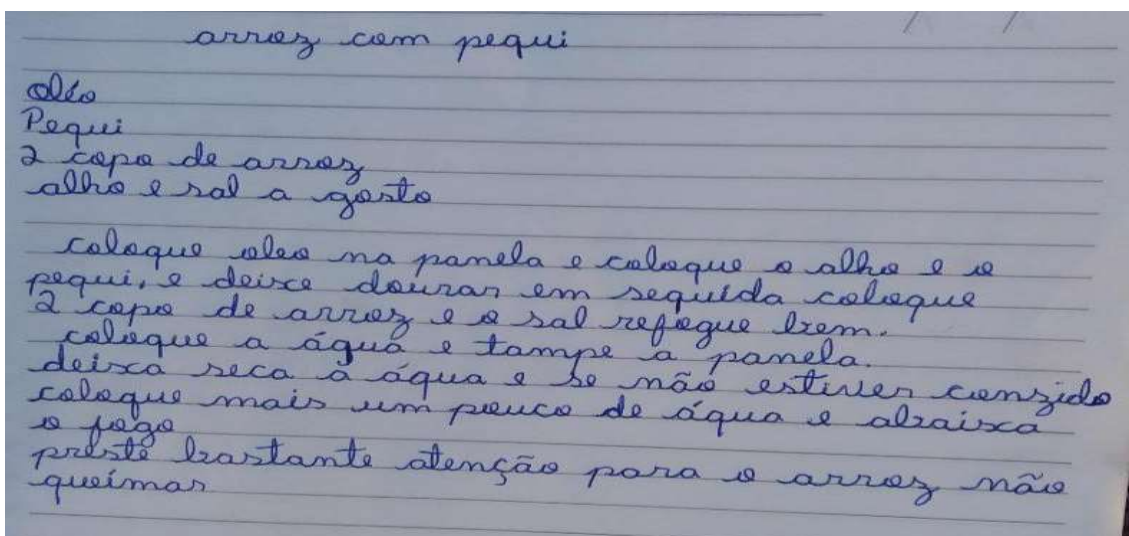 arroz com pequi
oléo
Pequi
2 copo de arroz
alho e sal a gosto
coloque oleo na panela e coloque o alho e o
pequi, e deixe dourar em seguida coloque
2 copo de arroz e o sal refogue bem.
coloque a água e tampe a panela.
deixa seca a água e se não estiver conzido
coloque mais um pouco de água e abaixa
o fogo
preste bastante atenção para o arroz não
queimar